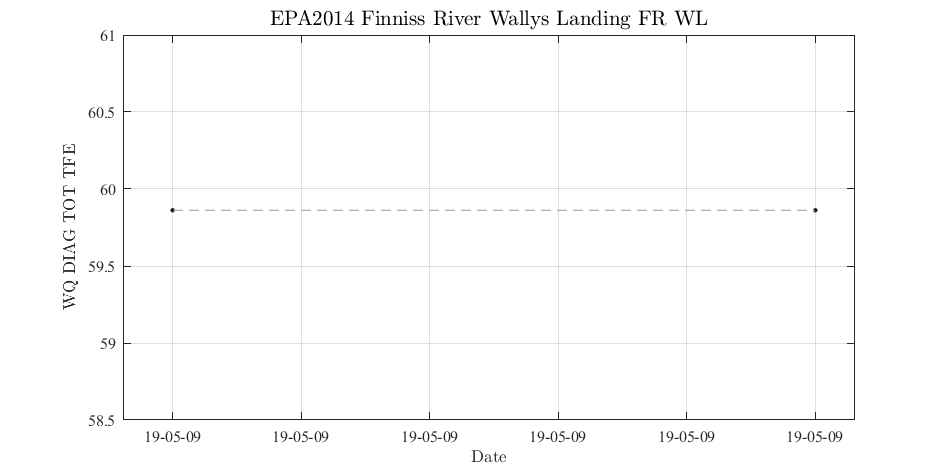 EPA2014 Finniss River Wallys Landing FR WL
61
60.5
60
59.5
59
58.5
WQ DIAG TOT TFE
19-05-09 19-05-09 19-05-09 19-05-09 19-05-09 19-05-09
Date